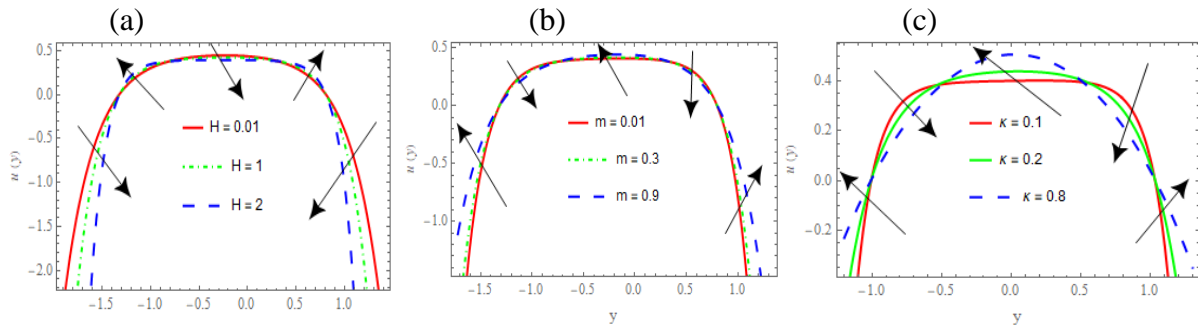 (a)
(b)
(c)
u (y)
0.5
0.0
-0.5
-1.0
-1.5
-2.0
H = 0.01
H = 1
H = 2
-1.5 -1.0 -0.5 0.0 0.5 1.0
u (y)
0.5
0.0
-0.5
-1.0
m = 0.01
m = 0.3
m = 0.9
-1.5 -1.0 -0.5 0.0 0.5 1.0
y
u (y)
0.4
0.2
0.0
-0.2
κ = 0.1
κ = 0.2
κ = 0.8
-1.0 -0.5 0.0 0.5 1.0
y